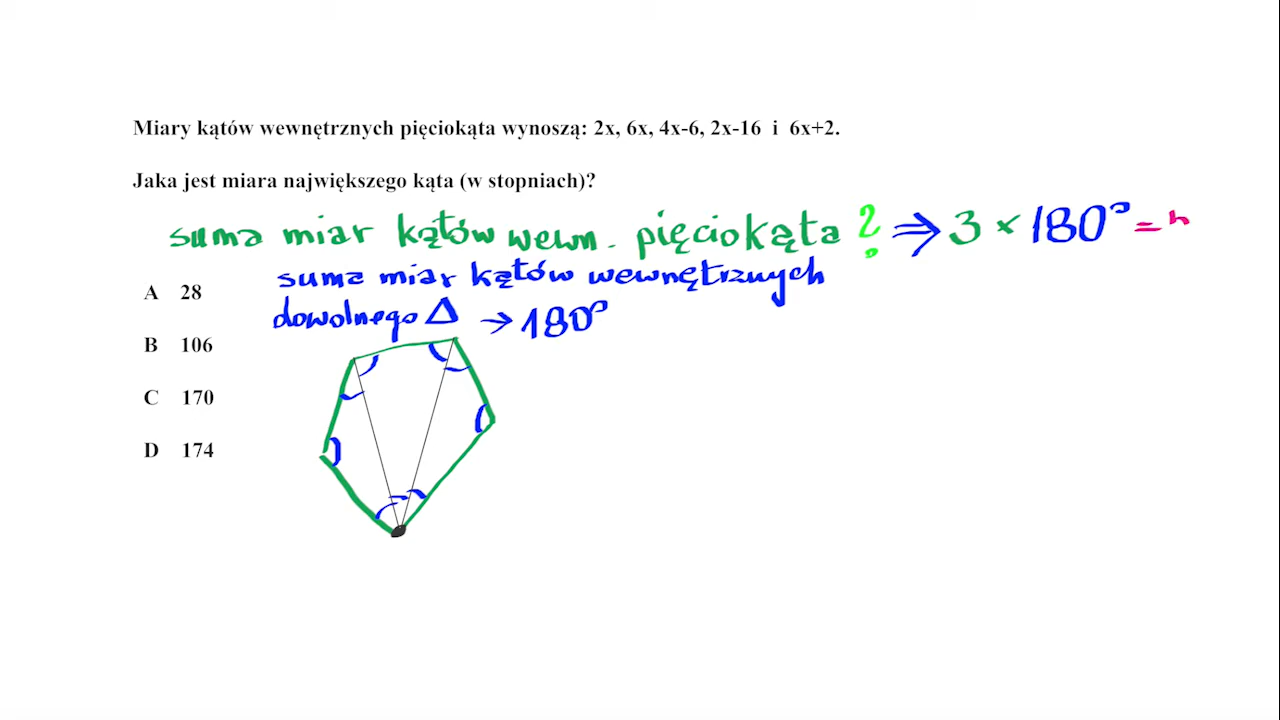 Miary kątów wewnętrznych pięciokąta wynoszą: 2x, 6x, 4x-6, 2x-16 i 6x+2.
Jaka jest miara największego kąta (w stopniach)?
suma miar kątów wewn. pięciokąta ? ⇒ 3 × 180° =
suma miar kątów wewnętrznych
dowolnego Δ → 180°
A 28
B 106
C 170
D 174